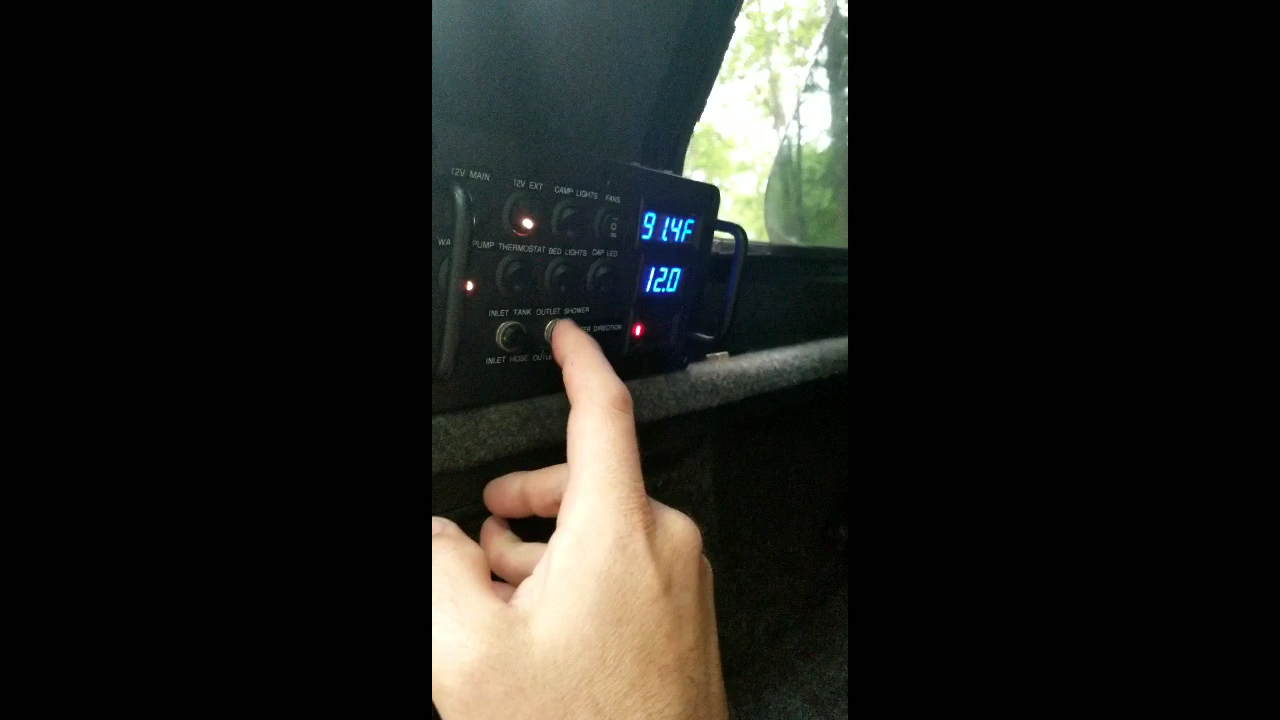 12V MAIN 12V EXT CAMP LIGHTS FANS
91.4F
PUMP THERMOSTAT BED LIGHTS CAP LED
12.0
INLET TANK OUTLET SHOWER
DIRECTION
INLET HOSE